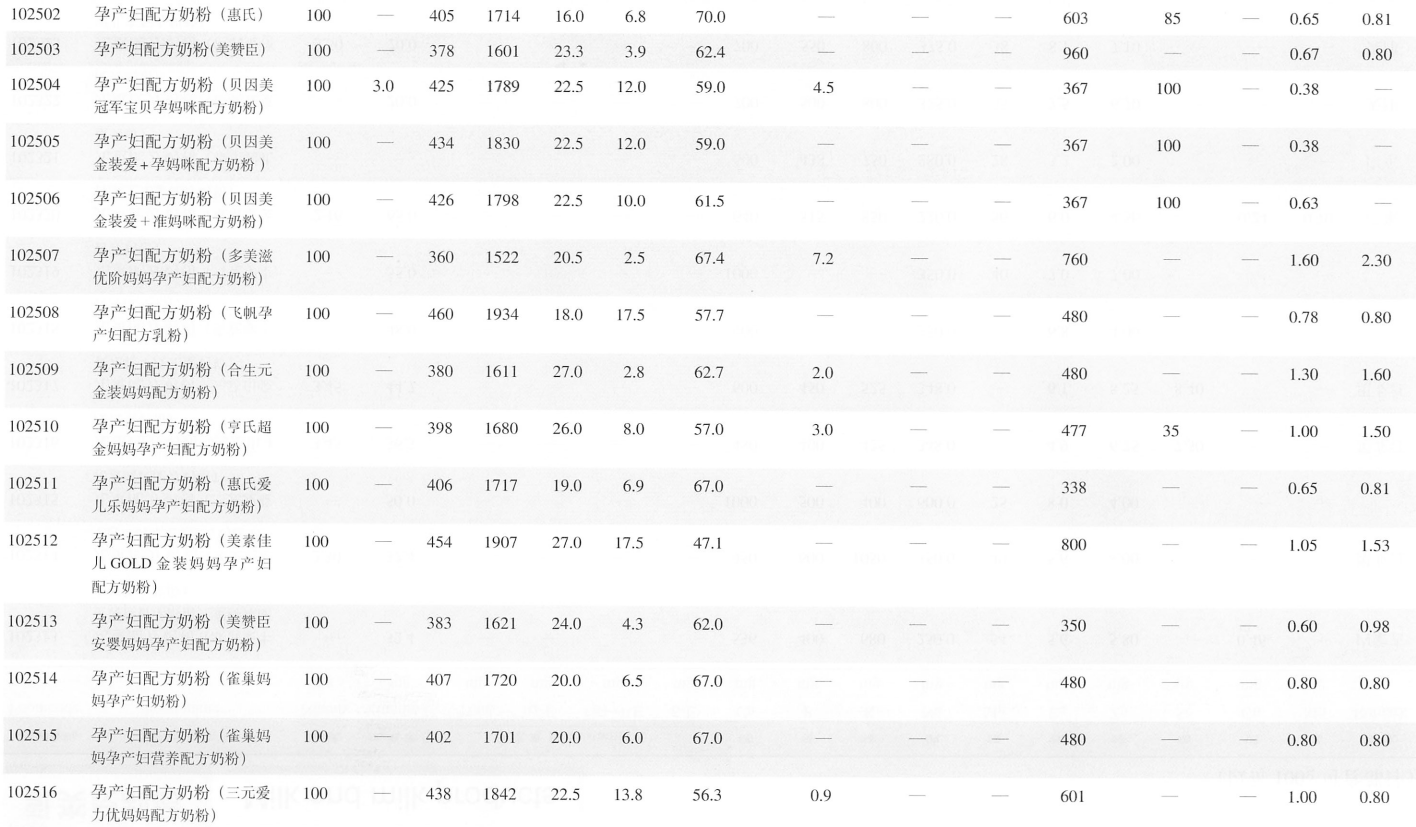 102502 孕产妇配方奶粉（惠氏） 100 — 405 1714 16.0 6.8 70.0 — — — 603 85 — 0.65 0.81
102503 孕产妇配方奶粉(美赞臣） 100 — 378 1601 23.3 3.9 62.4 — — — 960 — — 0.67 0.80
102504 孕产妇配方奶粉（贝因美 100 3.0 425 1789 22.5 12.0 59.0 4.5 — — 367 100 — 0.38 —
冠军宝贝孕妈咪配方奶粉）
102505 孕产妇配方奶粉（贝因美 100 — 434 1830 22.5 12.0 59.0 — — — 367 100 — 0.38 —
金装爱+孕妈咪配方奶粉）
102506 孕产妇配方奶粉（贝因美 100 — 426 1798 22.5 10.0 61.5 — — — 367 100 — 0.63 —
金装爱+准妈咪配方奶粉）
102507 孕产妇配方奶粉（多美滋 100 — 360 1522 20.5 2.5 67.4 7.2 — — 760 — — 1.60 2.30
优阶妈妈孕产妇配方奶粉）
102508 孕产妇配方奶粉（飞帆孕 100 — 460 1934 18.0 17.5 57.7 — — — 480 — — 0.78 0.80
产妇配方乳粉）
102509 孕产妇配方奶粉（合生元 100 — 380 1611 27.0 2.8 62.7 2.0 — — 480 — — 1.30 1.60
金装妈妈配方奶粉）
102510 孕产妇配方奶粉（亨氏超 100 — 398 1680 26.0 8.0 57.0 3.0 — — 477 35 — 1.00 1.50
金妈妈孕产妇配方奶粉）
102511 孕产妇配方奶粉（惠氏爱 100 — 406 1717 19.0 6.9 67.0 — — — 338 — — 0.65 0.81
儿乐妈妈孕产妇配方奶粉）
102512 孕产妇配方奶粉（美素佳 100 — 454 1907 27.0 17.5 47.1 — — — 800 — — 1.05 1.53
儿 GOLD 金装妈妈孕产妇
配方奶粉）
102513 孕产妇配方奶粉（美赞臣 100 — 383 1621 24.0 4.3 62.0 — — — 350 — — 0.60 0.98
安婴妈妈孕产妇配方奶粉）
102514 孕产妇配方奶粉（雀巢妈 100 — 407 1720 20.0 6.5 67.0 — — — 480 — — 0.80 0.80
妈孕产妇奶粉）
102515 孕产妇配方奶粉（雀巢妈 100 — 402 1701 20.0 6.0 67.0 — — — 480 — — 0.80 0.80
妈孕产妇营养配方奶粉）
102516 孕产妇配方奶粉（三元爱 100 — 438 1842 22.5 13.8 56.3 0.9 — — 601 — — 1.00 0.80
力优妈妈配方奶粉）